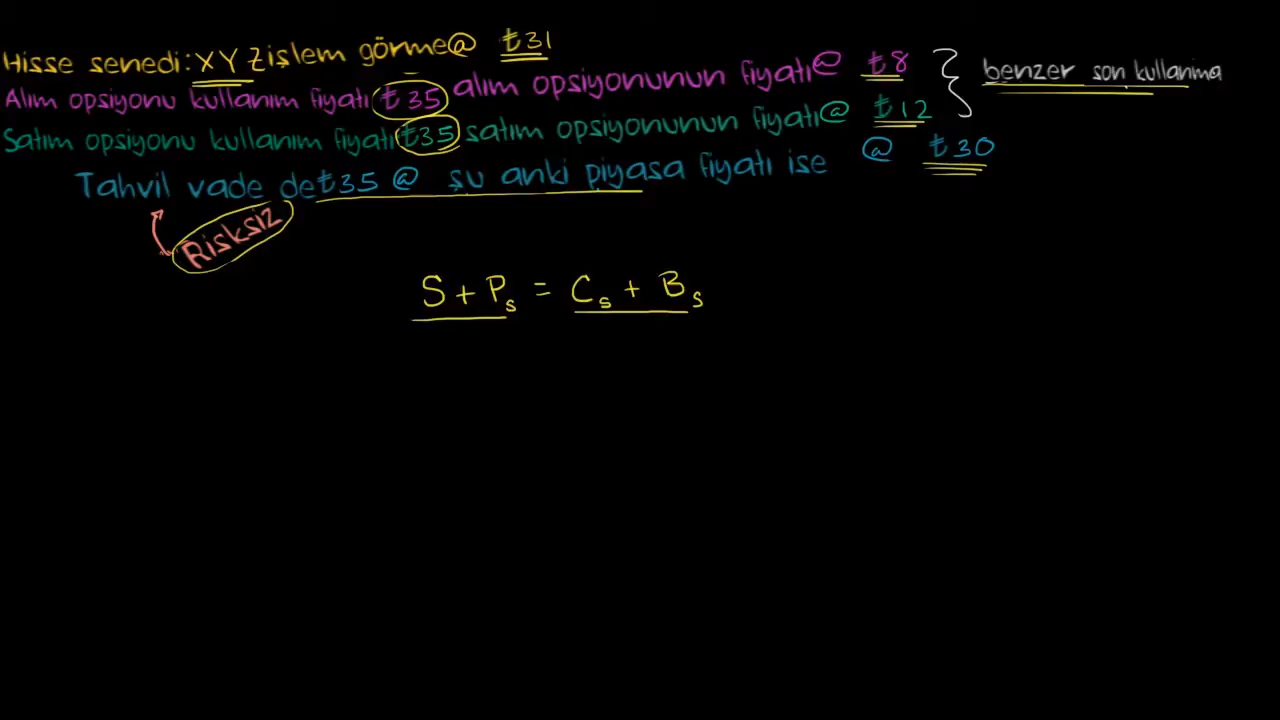 Hisse senedi: XYZ işlem görme@ ₺31
Alım opsiyonu kullanım fiyatı ₺35 alım opsiyonunun fiyatı@ ₺8
benzer son kullanma
Satım opsiyonu kullanım fiyatı ₺35 satım opsiyonunun fiyatı@ ₺12
Tahvil vade de ₺35 @ şu anki piyasa fiyatı ise @ ₺30
Risksiz
S + Ps = Cs + Bs